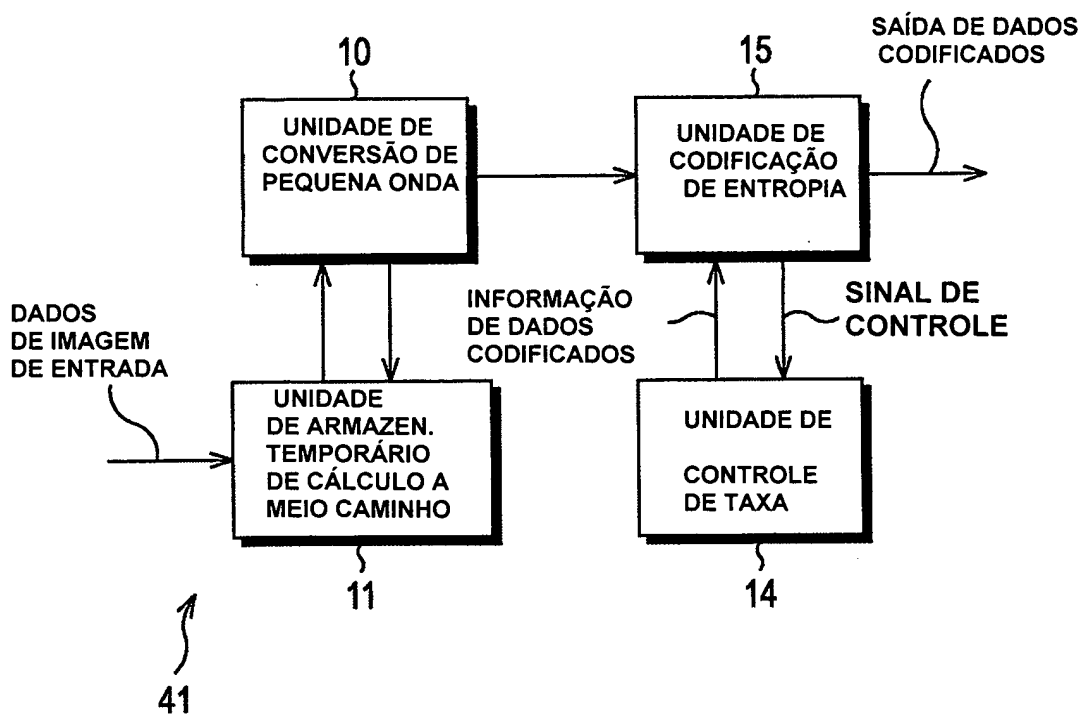 SAÍDA DE DADOS
CODIFICADOS
10
15
UNIDADE DE
CONVERSÃO DE
PEQUENA ONDA
UNIDADE DE
CODIFICAÇÃO
DE ENTROPIA
INFORMAÇÃO
DE DADOS
CODIFICADOS
SINAL DE
CONTROLE
DADOS
DE IMAGEM
DE ENTRADA
UNIDADE
DE ARMAZEN.
TEMPORÁRIO
DE CÁLCULO A
MEIO CAMINHO
UNIDADE DE
CONTROLE
DE TAXA
11
14
41